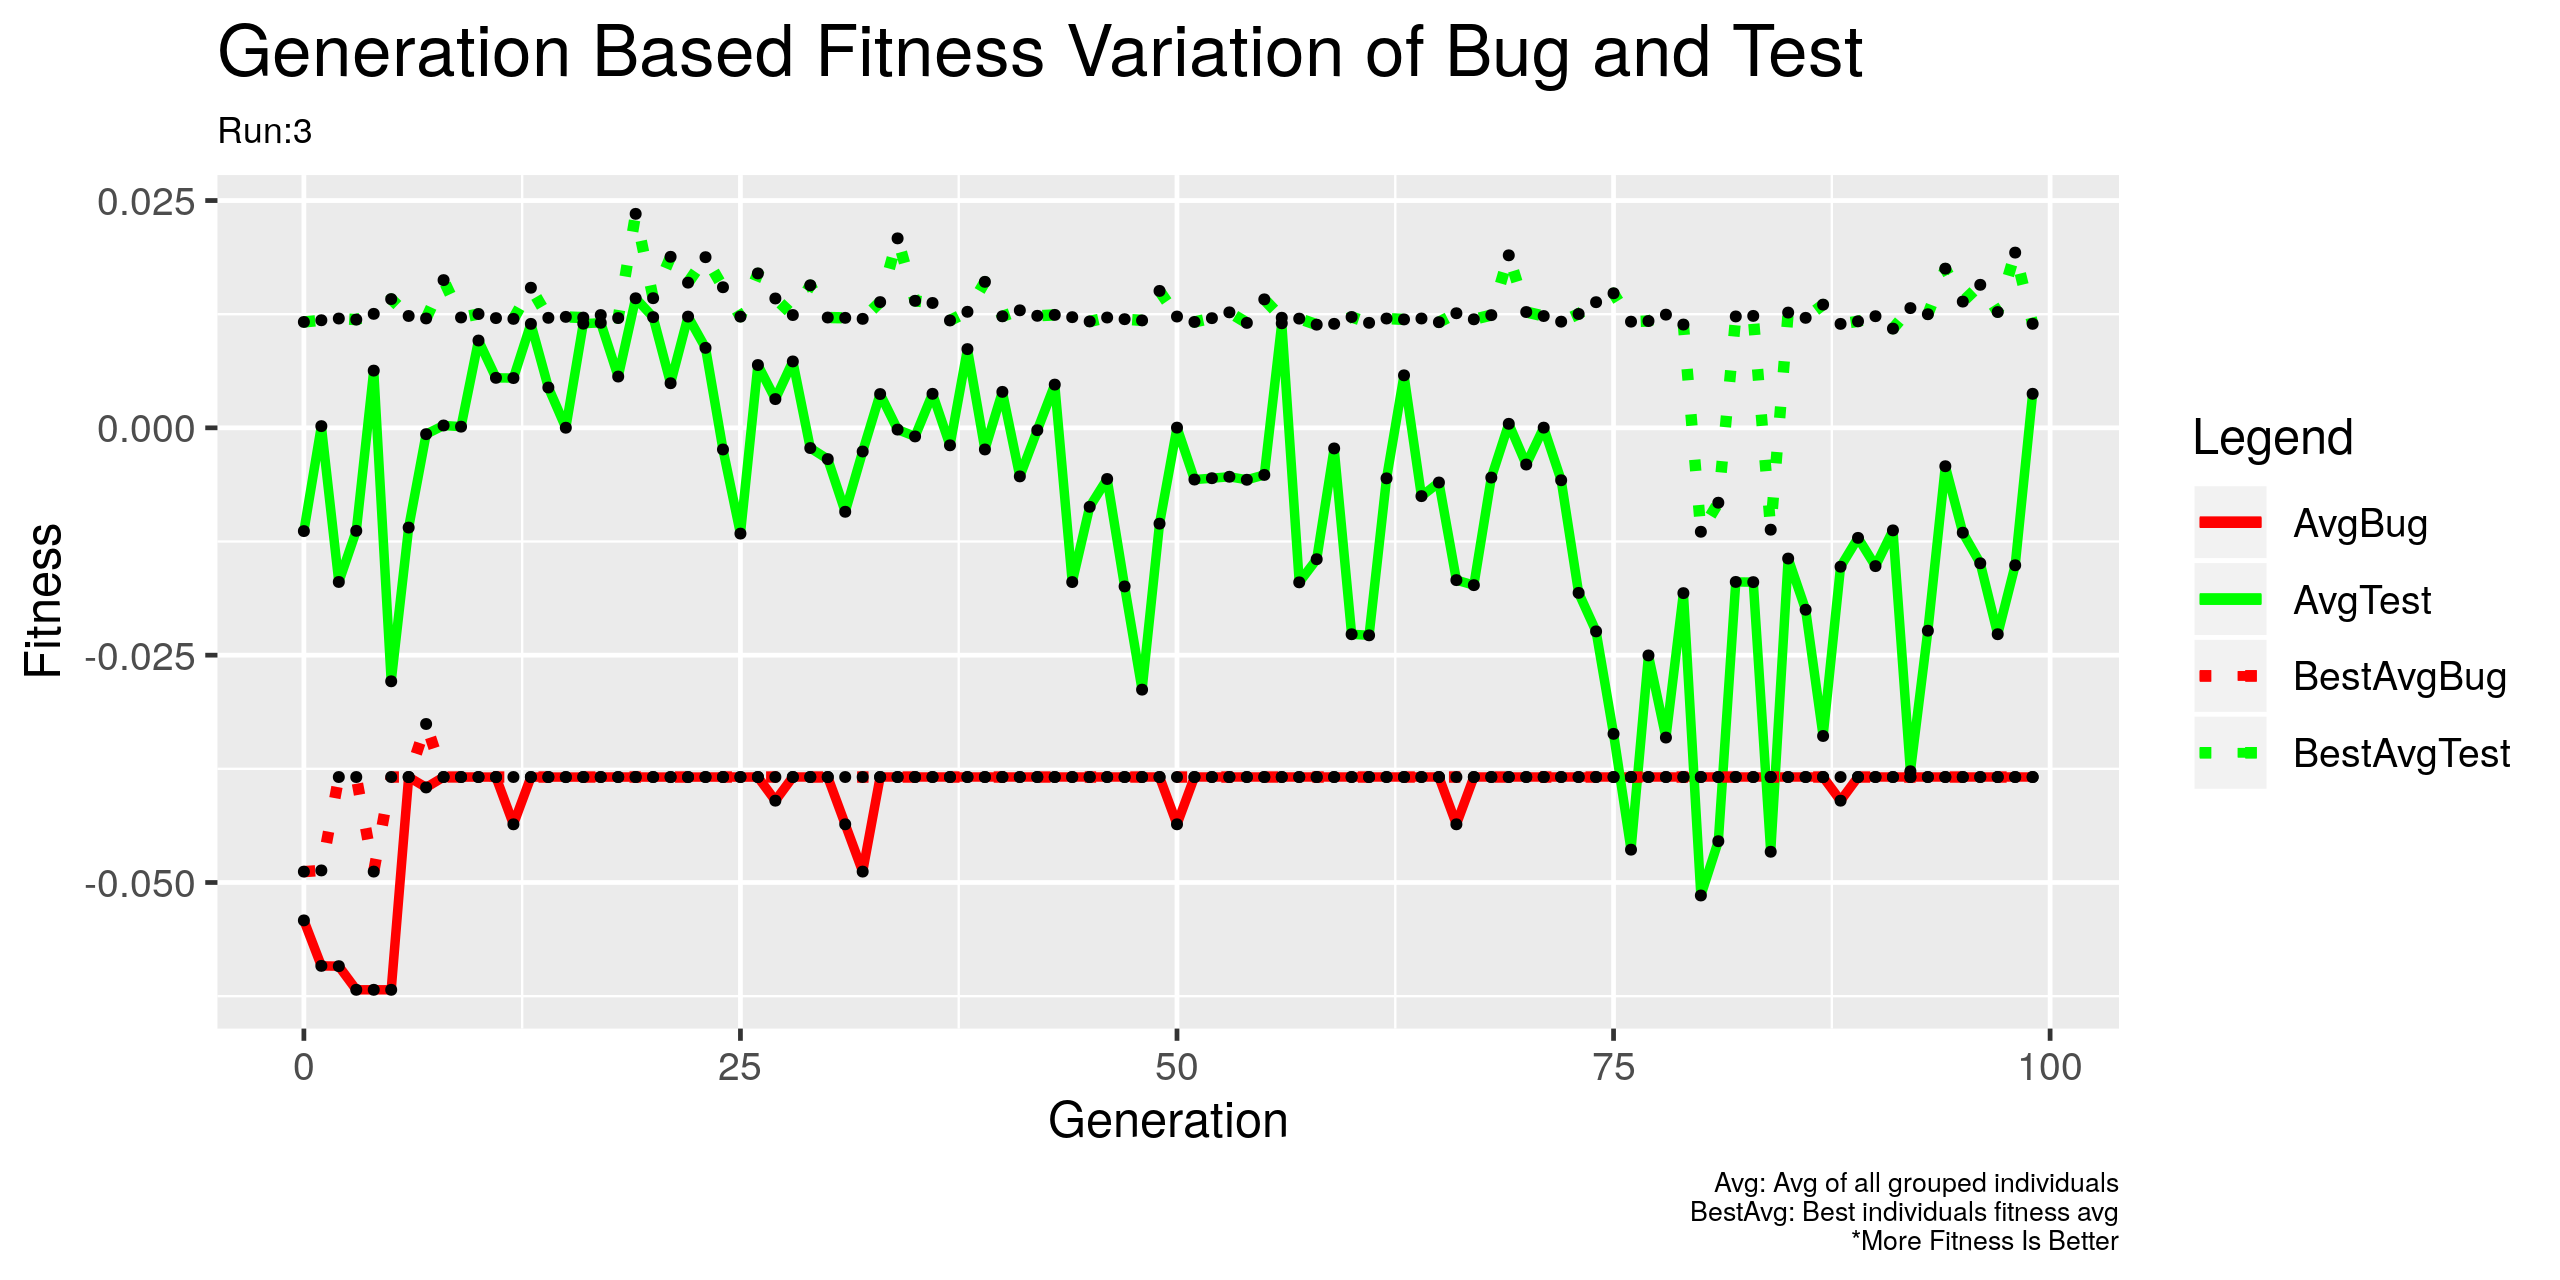 Generation Based Fitness Variation of Bug and Test
Run:3
0.025
0.000
-0.025
-0.050
Fitness
0 25 50 75 100
Generation
Legend
AvgBug
AvgTest
BestAvgBug
BestAvgTest
Avg: Avg of all grouped individuals
BestAvg: Best individuals fitness avg
*More Fitness Is Better